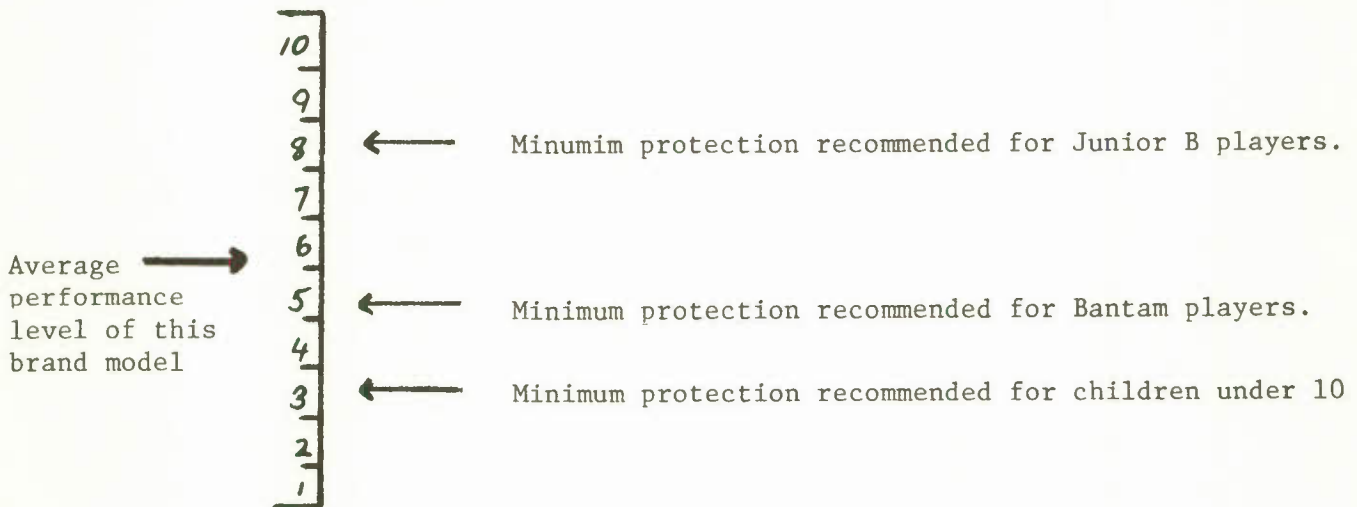 10
9
8 Minumim protection recommended for Junior B players.
7
6
Average
performance
level of this
brand model
5 Minimum protection recommended for Bantam players.
4
3 Minimum protection recommended for children under 10
2
1